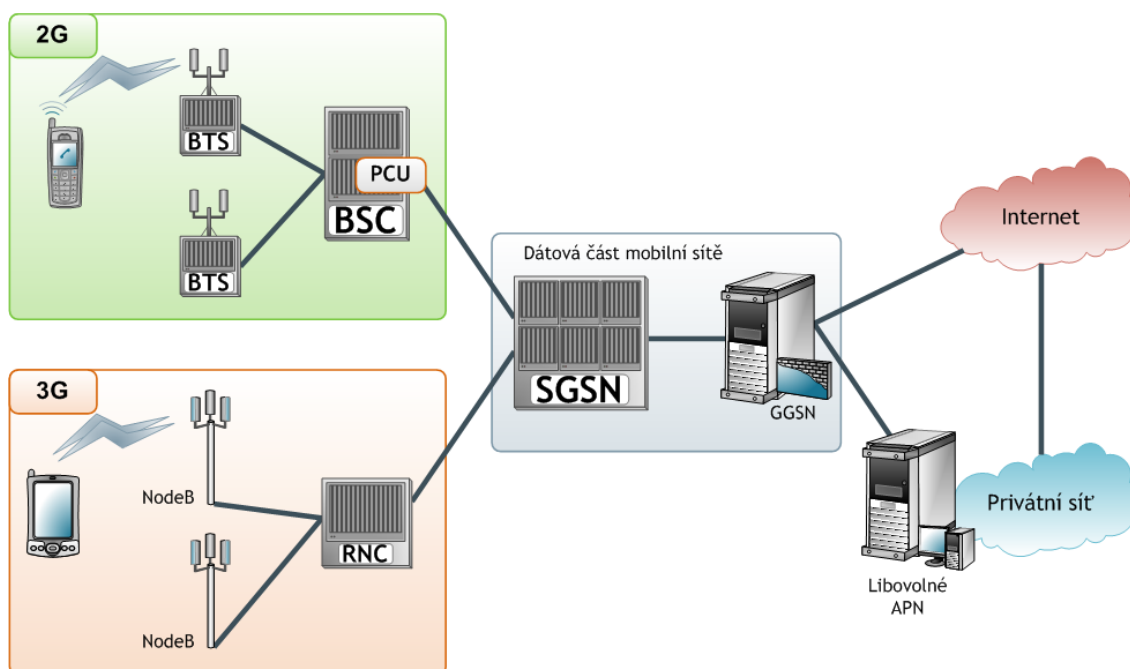 2G
BTS
BTS
PCU
BSC
Dátová část mobilní sítě
SGSN
GGSN
Internet
Privátní síť
Libovolné
APN
3G
NodeB
NodeB
RNC